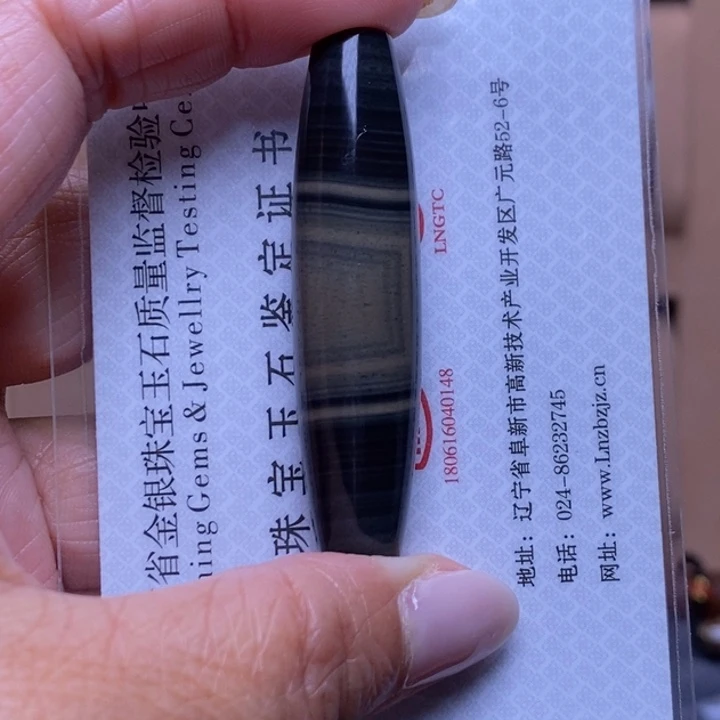 省金银珠宝玉石质量监督检验
ning Gems & Jewellry Testing Ce
珠宝玉石鉴定证书
LNGTC
180616040148
地址：辽宁省阜新市高新技术产业开发区广元路52-6号
电话：024-86232745
网址：www.Lnzbzjz.cn